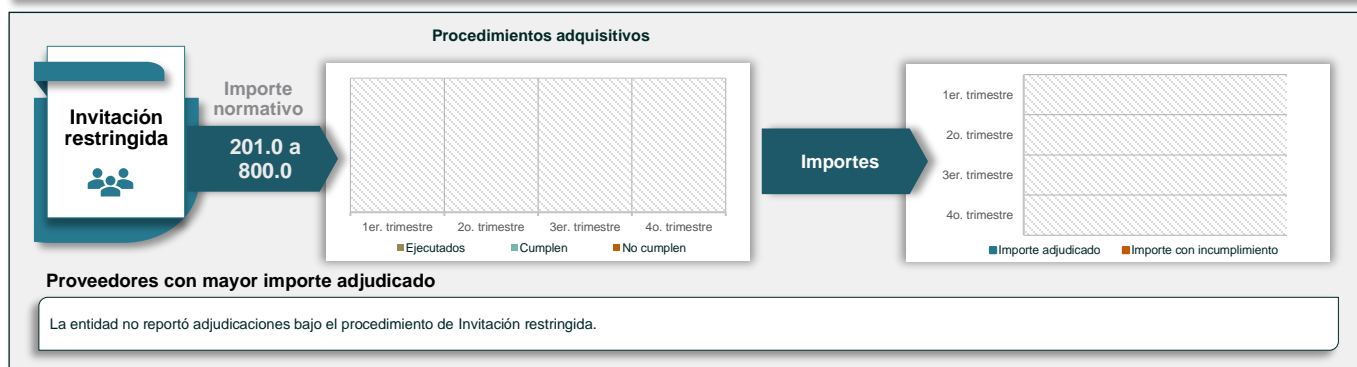 Procedimientos adquisitivos
Invitación
restringida
Importe
normativo
201.0 a
800.0
1er. trimestre 2o. trimestre 3er. trimestre 4o. trimestre
Ejecutados Cumplen No cumplen
Importes
1er. trimestre
2o. trimestre
3er. trimestre
4o. trimestre
Importe adjudicado Importe con incumplimiento
Proveedores con mayor importe adjudicado
La entidad no reportó adjudicaciones bajo el procedimiento de Invitación restringida.